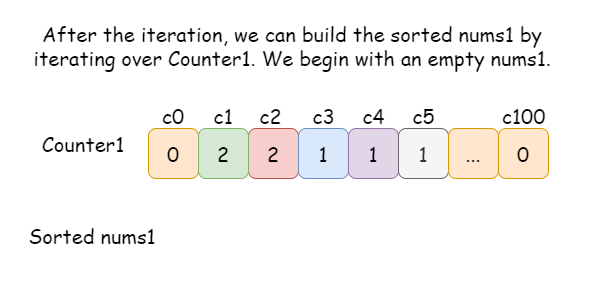 After the iteration, we can build the sorted nums1 by
iterating over Counter1. We begin with an empty nums1.
c0 c1 c2 c3 c4 c5 c100
Counter1 0 2 2 1 1 1 ... 0
Sorted nums1